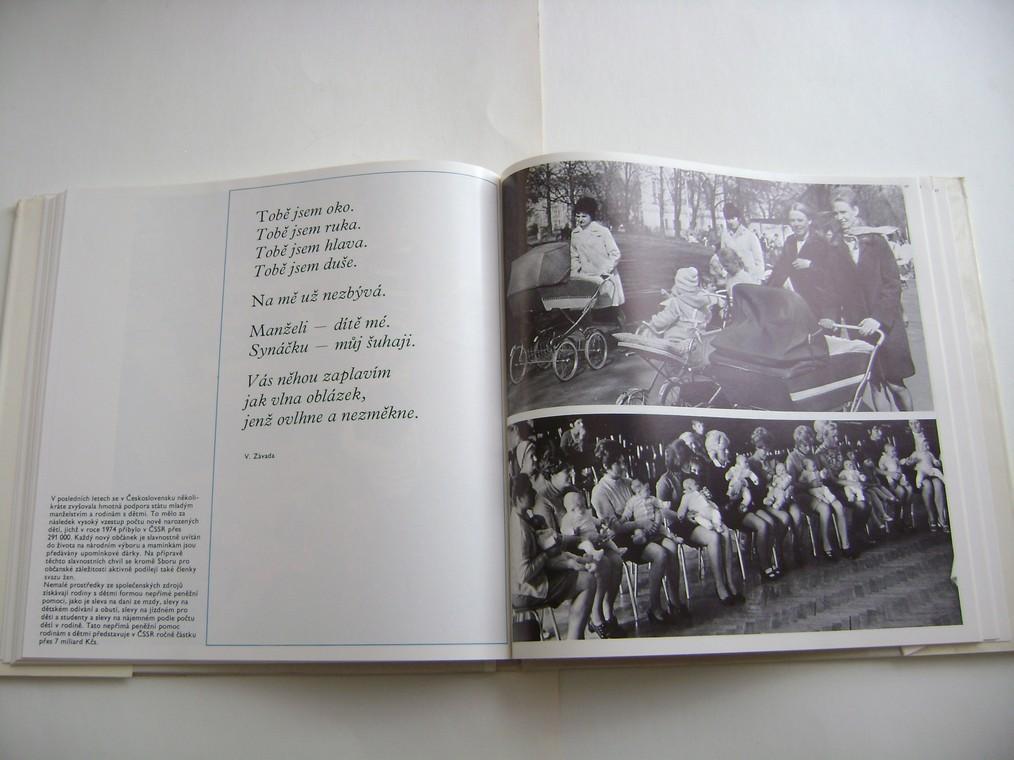 Tobě jsem oko.
Tobě jsem ruka.
Tobě jsem hlava.
Tobě jsem duše.
Na mě už nezbývá.
Manželi — dítě mé.
Synáčku — můj šuhaji.
Vás něhou zaplavím
jak vlna oblázek,
jenž ovlhne a nezměkne.
V. Závada
V posledních letech se v Československu několi-
kráte zvyšovala hmotná podpora státu mladým
manželstvím a rodinám s dětmi. To mělo za
následek vysoký vzestup počtu nově narozených
dětí, jichž v roce 1974 přibylo v ČSSR přes
291 000. Každý nový občánek je slavnostně uvítán
do života na národním výboru a maminkám jsou
předávány upomínkové dárky. Na přípravě
těchto slavnostních chvil se kromě Sboru pro
občanské záležitosti aktivně podílejí také členky
svazu žen.
Nemalé prostředky ze společenských zdrojů
získávají rodiny s dětmi formou nepřímé peněžní
pomoci, jako je sleva na dani ze mzdy, slevy na
dětském odívání a obutí, slevy na jízdném pro
děti a studenty a slevy na nájemném podle počtu
dětí v rodině. Tato nepřímá peněžní pomoc
rodinám s dětmi představuje v ČSSR ročně částku
přes 7 miliard Kčs.